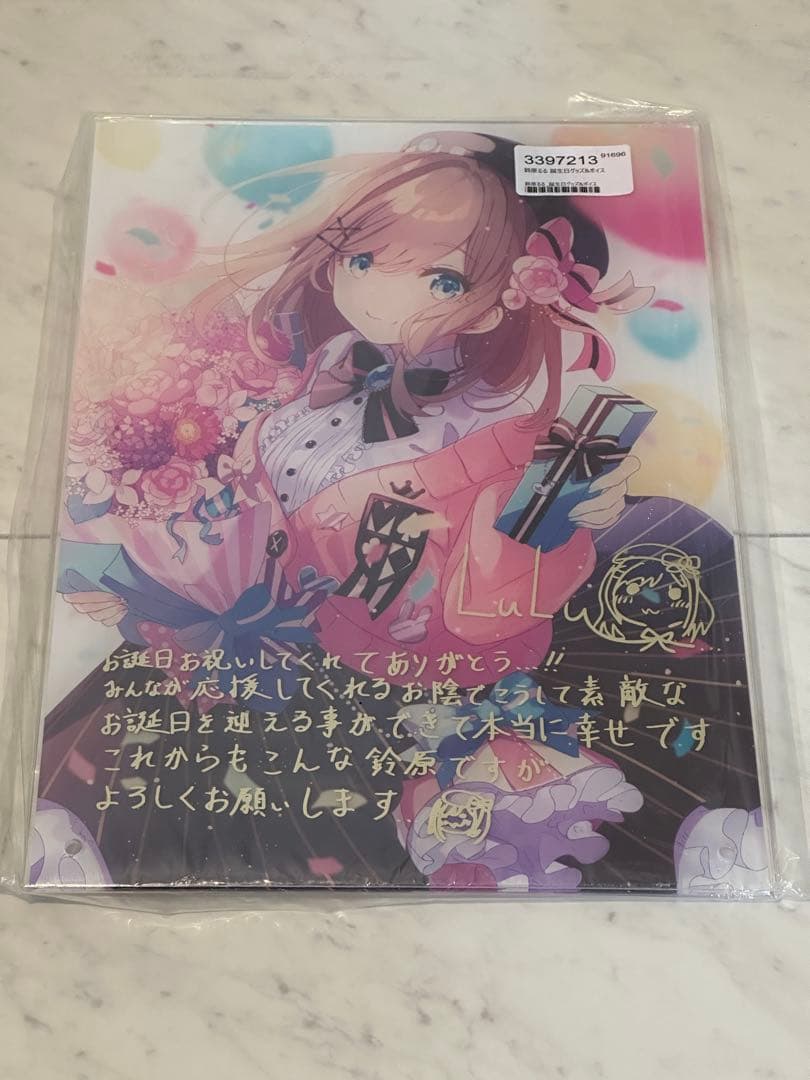 3397213 91696
鈴原るる 誕生日グッズ&ボイス
鈴原るる 誕生日グッズ&ボイス
LuLu
お誕生日お祝いしてくれてありがとう...!!
みんなが応援してくれるお陰でこうして素敵な
お誕生日を迎える事ができて本当に幸せです
これからもこんな鈴原ですが
よろしくお願いします